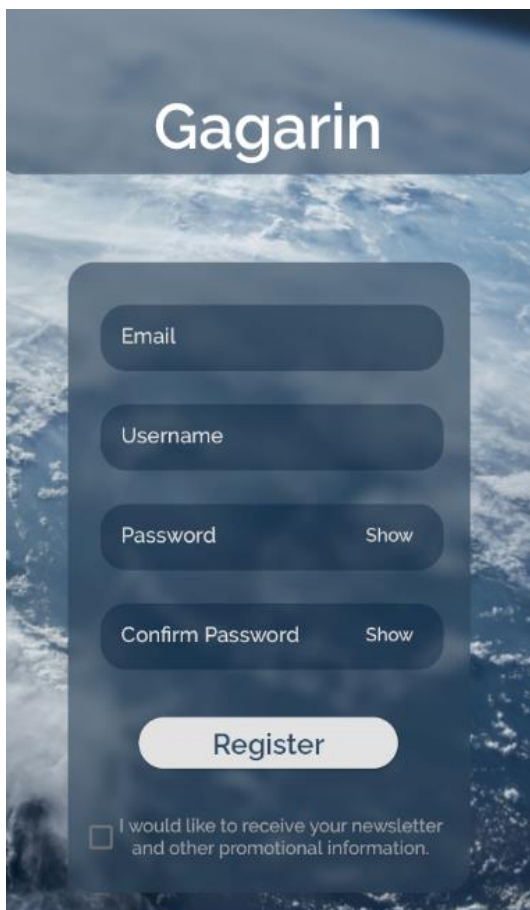 Gagarin
Email
Username
Password Show
Confirm Password Show
Register
I would like to receive your newsletter
and other promotional information.